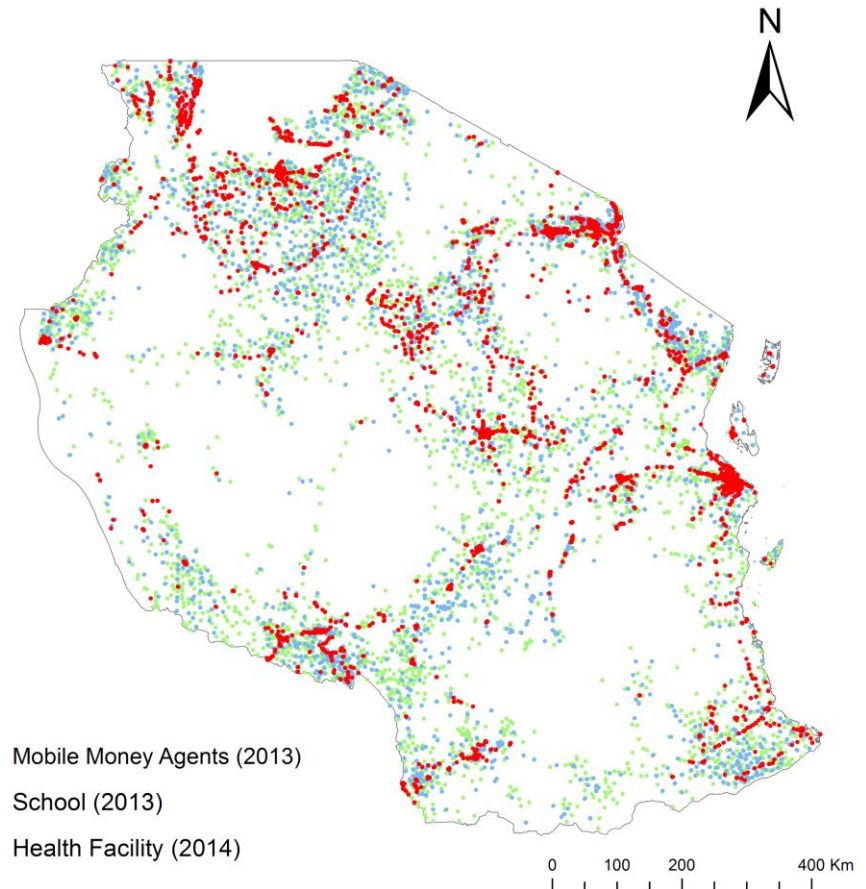 N
Mobile Money Agents (2013)
School (2013)
Health Facility (2014)
0 100 200 400 Km